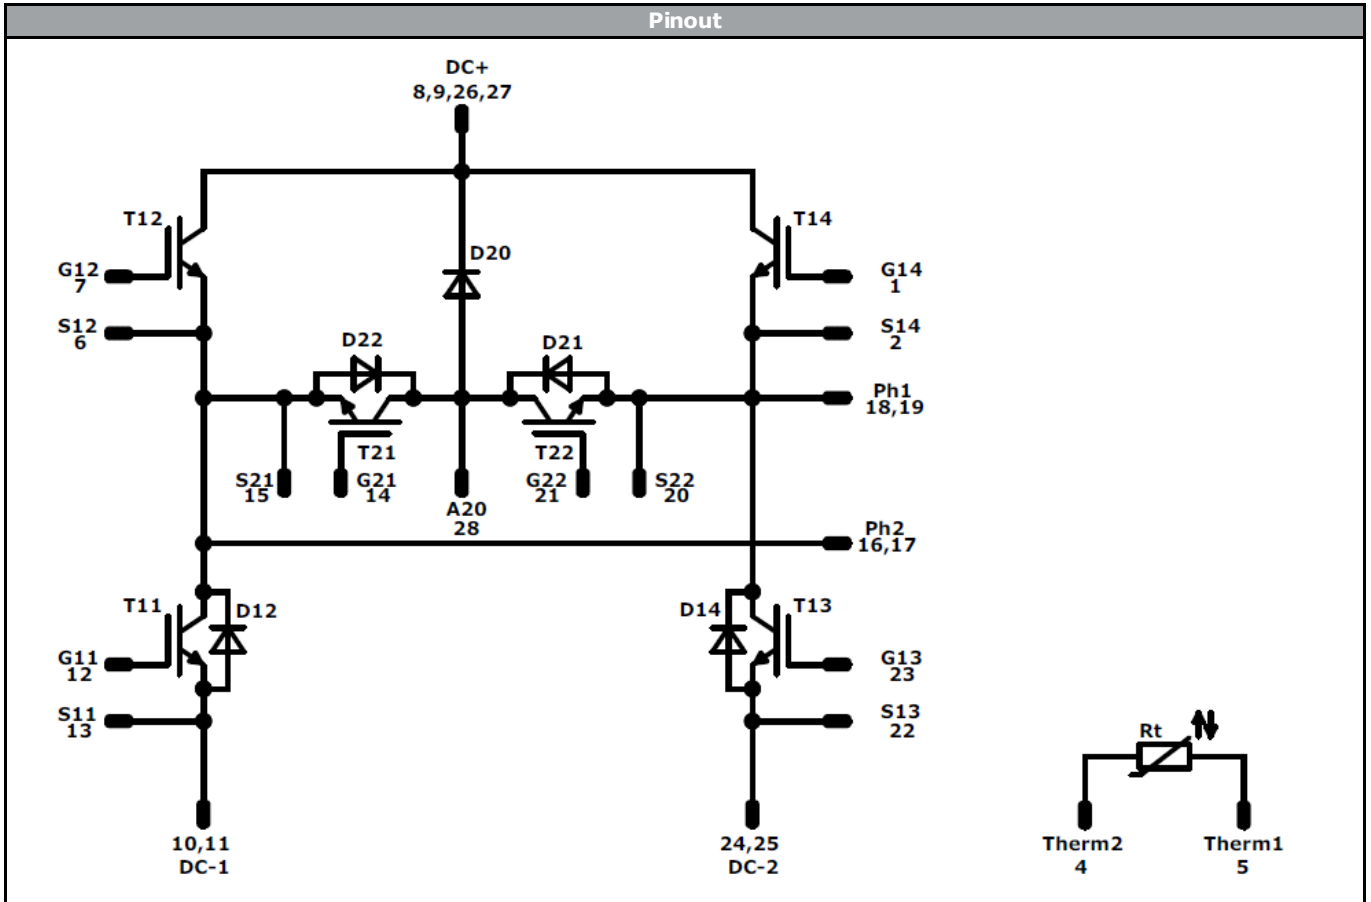 Pinout
DC+
8,9,26,27
T12
T14
D20
G12
7
G14
1
S12
6
S14
2
D22
D21
Ph1
18,19
T21
T22
S21
15
G21
14
G22
21
S22
20
A20
28
Ph2
16,17
T11
D12
D14
T13
G11
12
G13
23
S11
13
S13
22
Rt
10,11
DC-1
24,25
DC-2
Therm2
4
Therm1
5